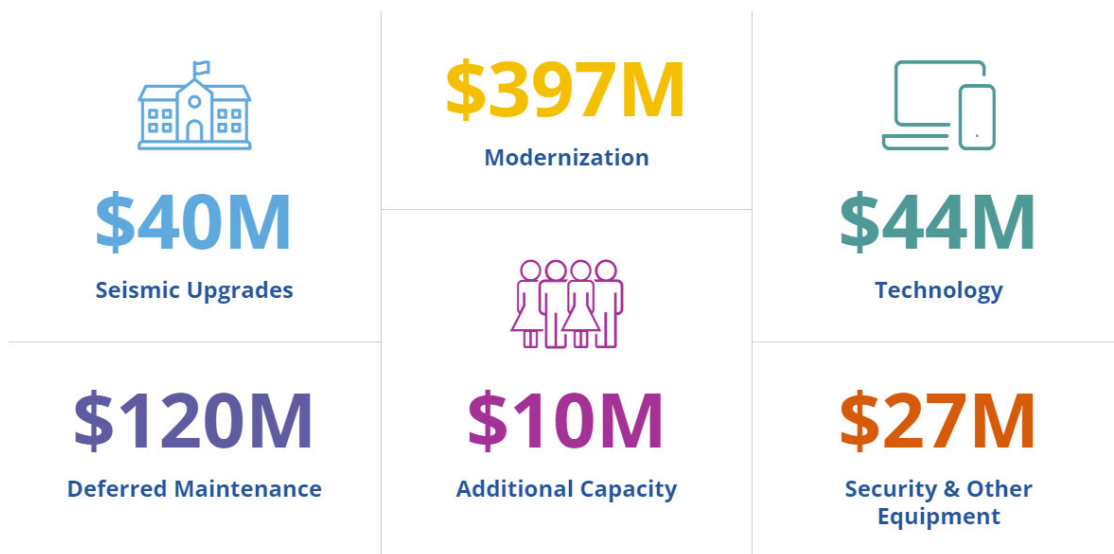 $40M
Seismic Upgrades
$120M
Deferred Maintenance
$397M
Modernization
$10M
Additional Capacity
$44M
Technology
$27M
Security & Other
Equipment